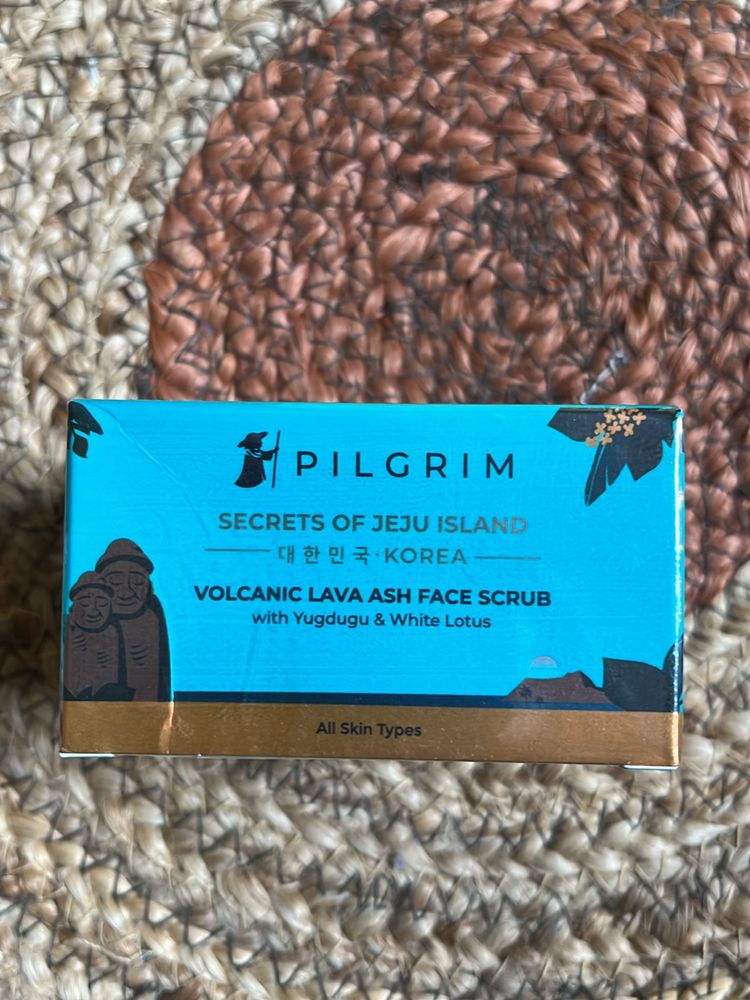 PILGRIM
SECRETS OF JEJU ISLAND
대한민국·KOREA
VOLCANIC LAVA ASH FACE SCRUB
with Yugdugu & White Lotus
All Skin Types